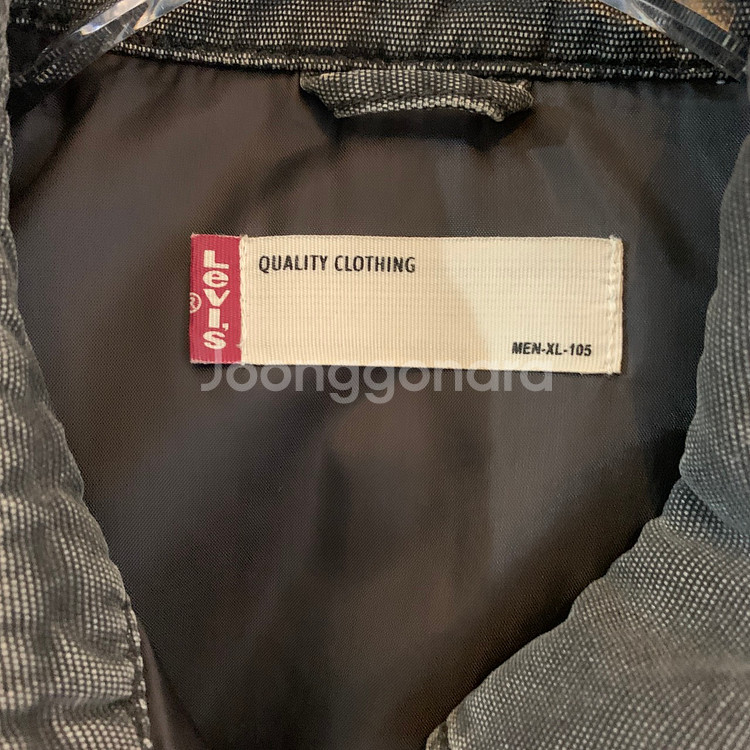 Levi's
®
QUALITY CLOTHING
MEN-XL-105
Joonggonara